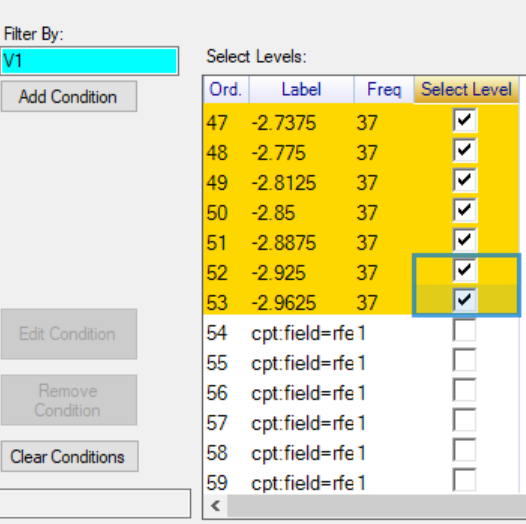 Filter By:
V1
Add Condition
Edit Condition
Remove
Condition
Clear Conditions
Select Levels:
Ord. Label Freq Select Level
47 -2.7375 37
48 -2.775 37
49 -2.8125 37
50 -2.85 37
51 -2.8875 37
52 -2.925 37
53 -2.9625 37
54 cpt:field=rfe 1
55 cpt:field=rfe 1
56 cpt:field=rfe 1
57 cpt:field=rfe 1
58 cpt:field=rfe 1
59 cpt:field=rfe 1